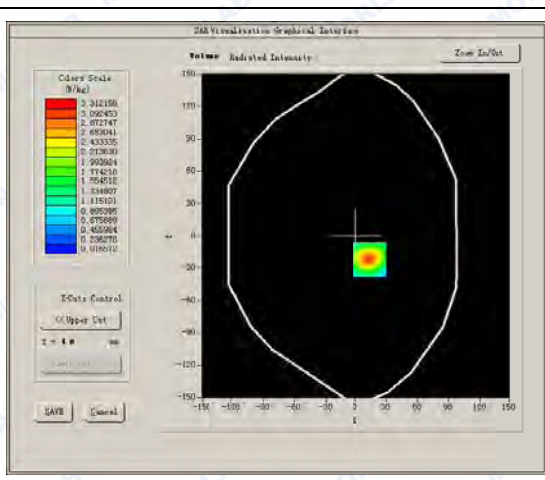 SAR Visualisation Graphical Interface
Volume Radiated Intensity
Zoom In/Out
Colors Scale
(W/kg)
3.312158
3.092453
2.872747
2.653041
2.433335
2.213630
1.993924
1.774218
1.554512
1.334807
1.115101
0.895395
0.675689
0.455984
0.236278
0.016572
150
120
90
60
30
0
-30
-60
-90
-120
-150
-150 -120 -90 -60 -30 0 30 60 90 120 150
X
Z-Cuts Control
<<Upper Cut
Z = 4.0 mm
SAVE
Cancel